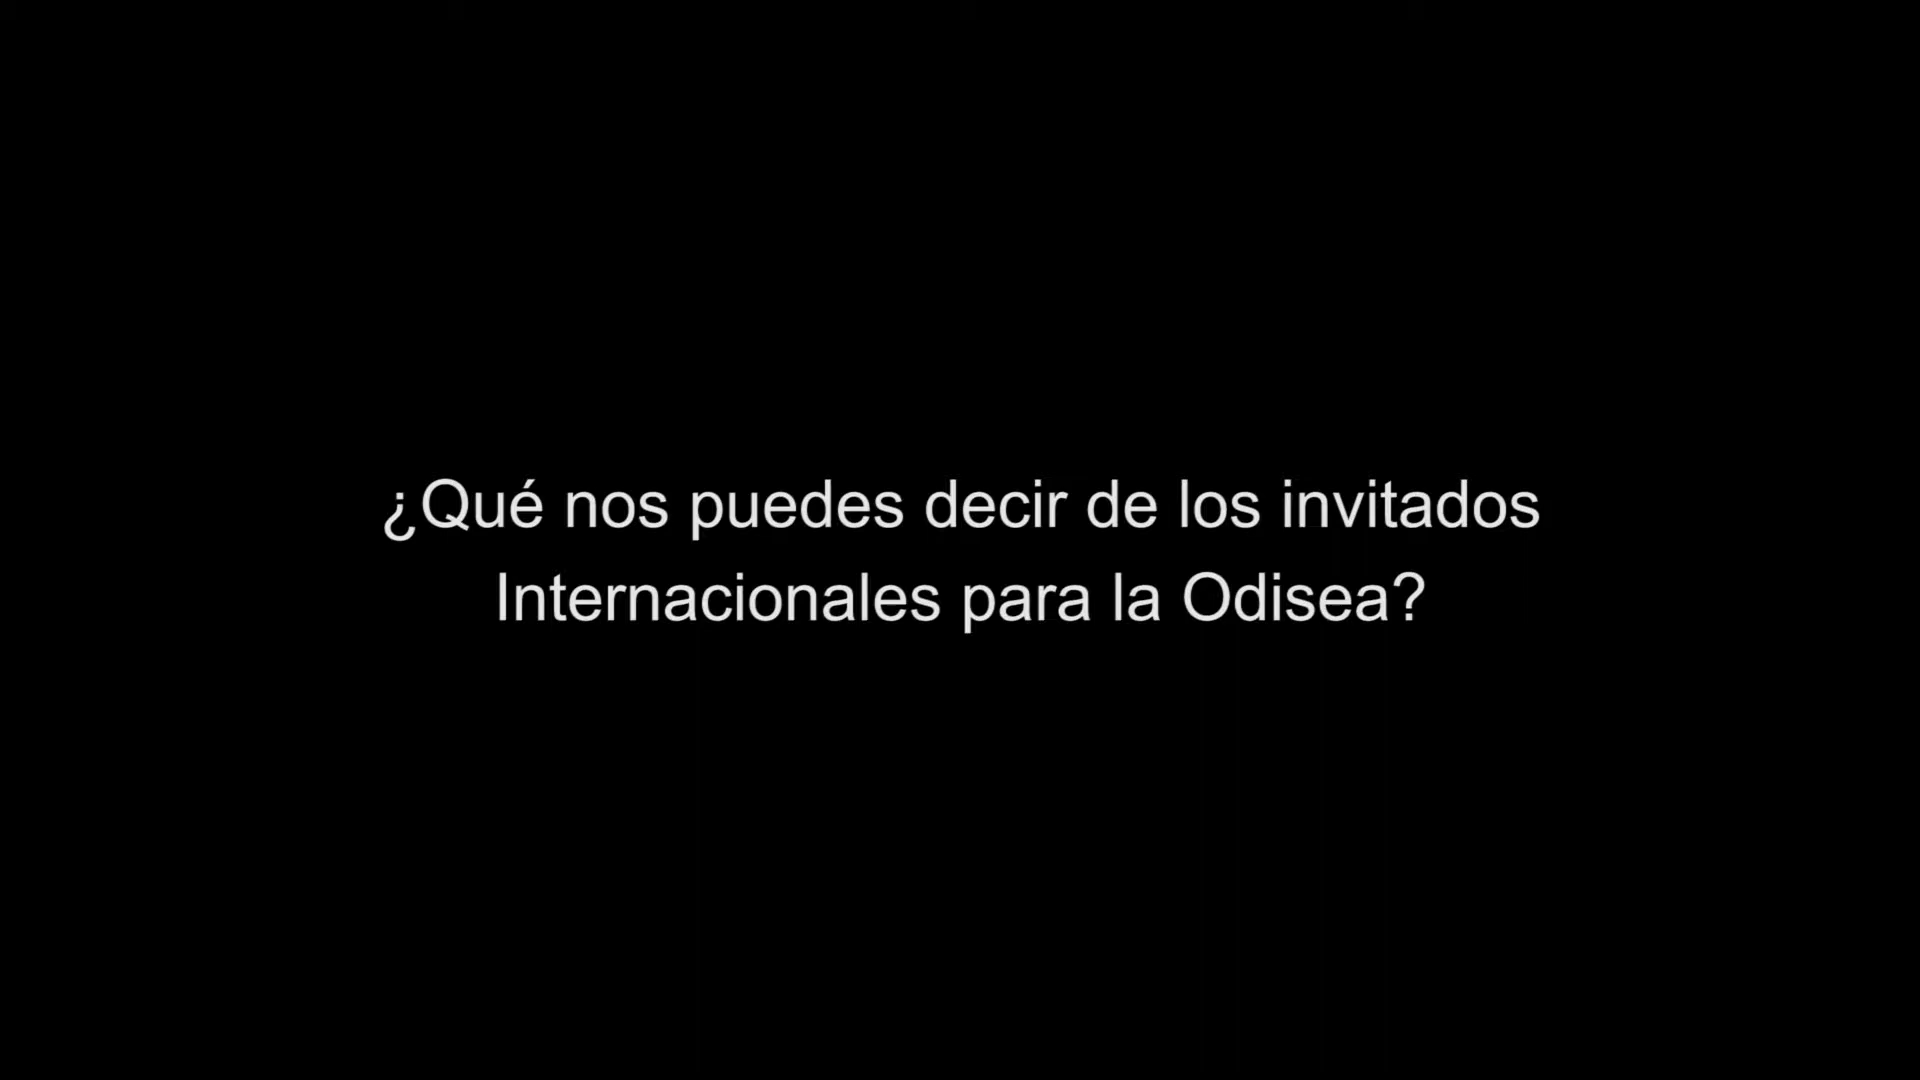 ¿Qué nos puedes decir de los invitados
Internacionales para la Odisea?